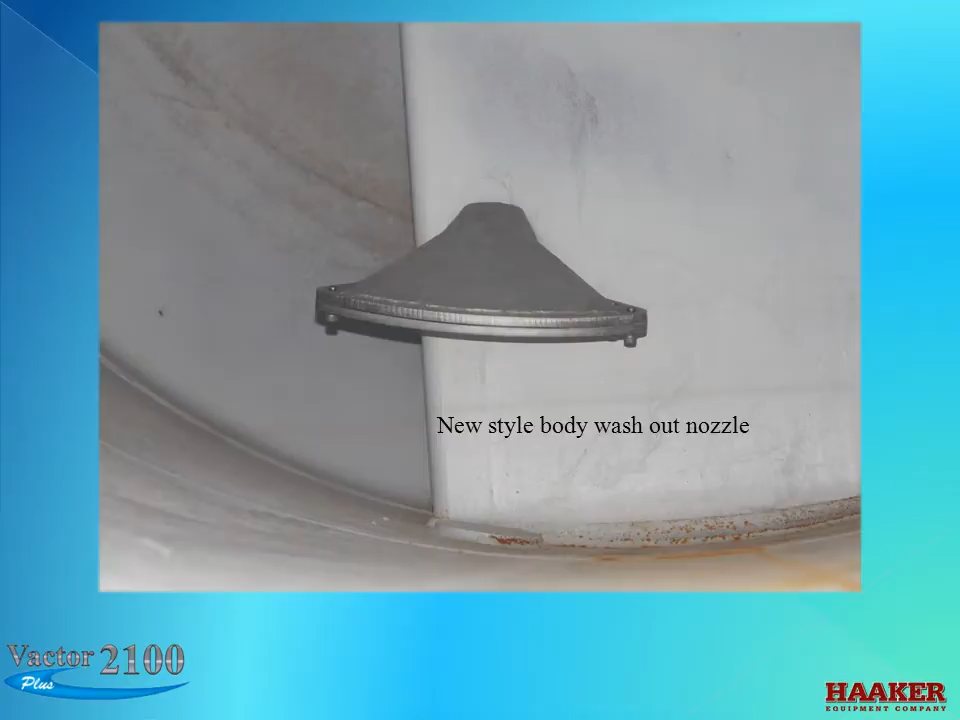 New style body wash out nozzle
Vactor 2100
Plus
HAAKER
EQUIPMENT COMPANY